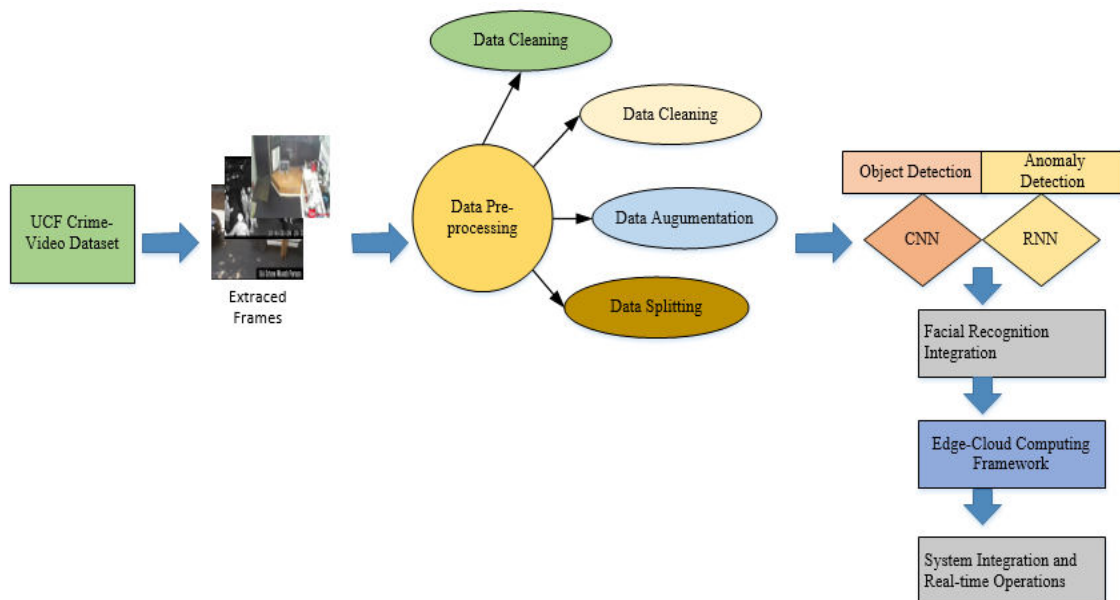 Data Cleaning
Data Cleaning
UCF Crime-
Video Dataset
Extraced
Frames
Data Pre-
processing
Data Augumentation
Data Splitting
Object Detection
Anomaly
Detection
CNN
RNN
Facial Recognition
Integration
Edge-Cloud Computing
Framework
System Integration and
Real-time Operations